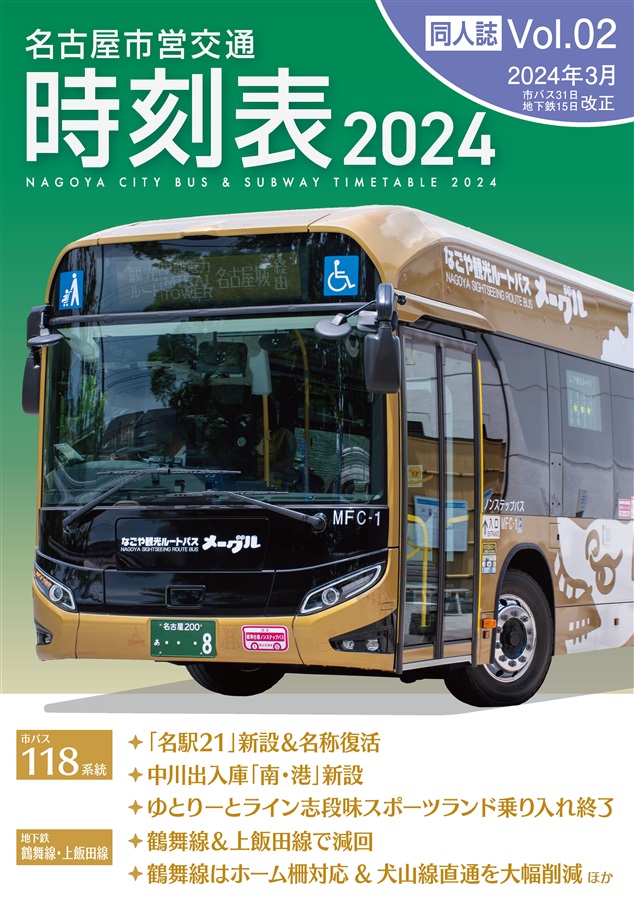 同人誌 Vol.02
2024年3月
市バス31日
地下鉄15日 改正
名古屋市営交通
時刻表2024
NAGOYA CITY BUS & SUBWAY TIMETABLE 2024
名古屋城
なごや観光ルートバス メーグル
NAGOYA SIGHTSEEING ROUTE BUS
MFC-1
ノンステップバス
入口
MFC-1
なごや観光ルートバス メーグル
NAGOYA SIGHTSEEING ROUTE BUS
名古屋 200
あ ・・・8
市バス
118系統
✦「名駅21」新設&名称復活
✦中川出入庫「南・港」新設
✦ゆとりーとライン志段味スポーツランド乗り入れ終了
地下鉄
鶴舞線・上飯田線
✦鶴舞線&上飯田線で減回
✦鶴舞線はホーム柵対応 & 犬山線直通を大幅削減 ほか